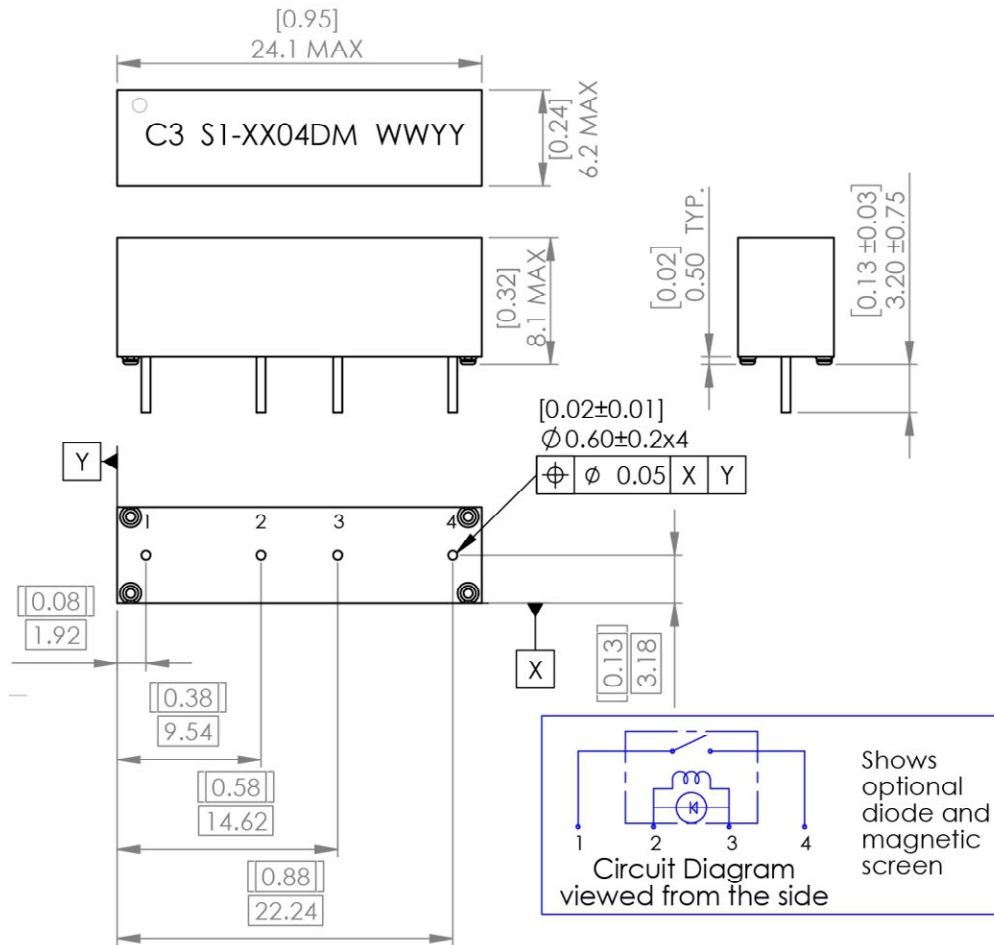 [0.95]
24.1 MAX
C3 S1-XX04DM WWYY
[0.24]
6.2 MAX
[0.32]
8.1 MAX
[0.02]
0.50 TYP.
[0.13 ±0.03]
3.20 ±0.75
[0.02±0.01]
Ø0.60±0.2x4
⌖ Ø 0.05 X Y
Y
1 2 3 4
[0.08]
1.92
X
[0.13]
3.18
[0.38]
9.54
[0.58]
14.62
[0.88]
22.24
1 2 3 4
Circuit Diagram
viewed from the side
Shows
optional
diode and
magnetic
screen